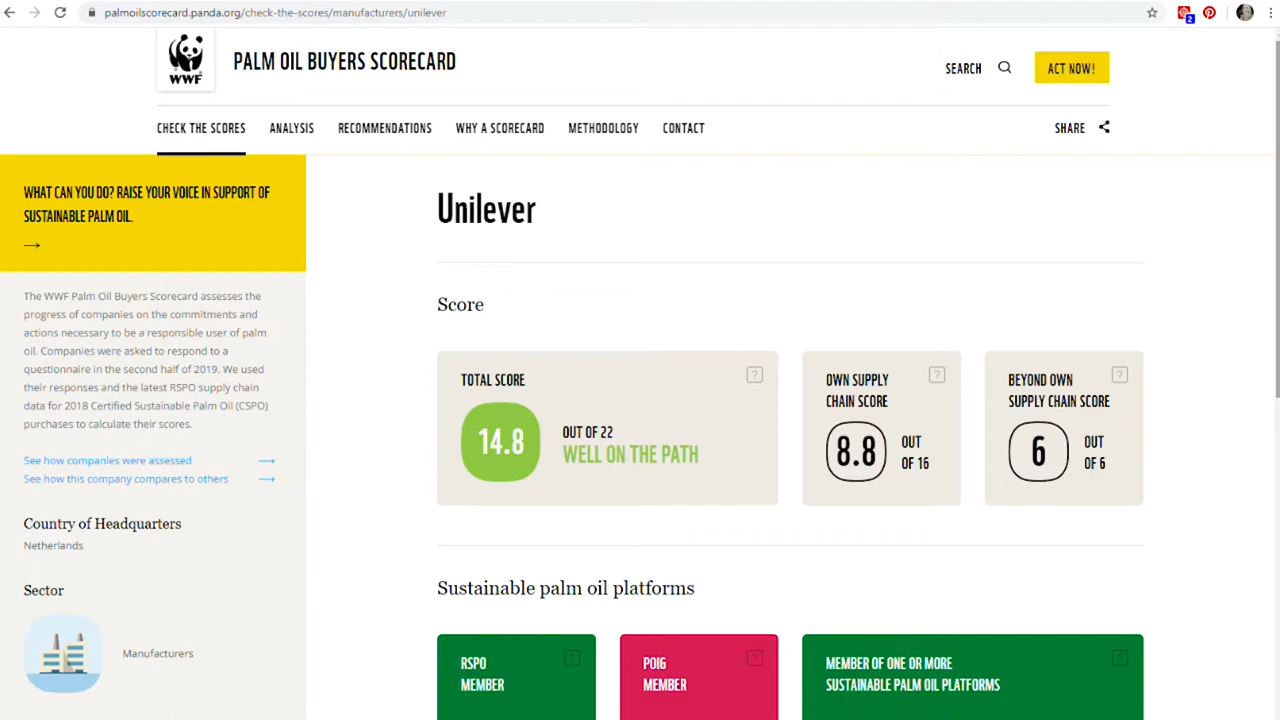 palmoilscorecard.panda.org/check-the-scores/manufacturers/unilever
2
WWF
PALM OIL BUYERS SCORECARD
SEARCH
ACT NOW!
CHECK THE SCORES
ANALYSIS
RECOMMENDATIONS
WHY A SCORECARD
METHODOLOGY
CONTACT
SHARE
WHAT CAN YOU DO? RAISE YOUR VOICE IN SUPPORT OF
SUSTAINABLE PALM OIL.
The WWF Palm Oil Buyers Scorecard assesses the
progress of companies on the commitments and
actions necessary to be a responsible user of palm
oil. Companies were asked to respond to a
questionnaire in the second half of 2019. We used
their responses and the latest RSPO supply chain
data for 2018 Certified Sustainable Palm Oil (CSPO)
purchases to calculate their scores.
See how companies were assessed
See how this company compares to others
Country of Headquarters
Netherlands
Sector
Manufacturers
Unilever
Score
TOTAL SCORE
?
14.8
OUT OF 22
WELL ON THE PATH
OWN SUPPLY
CHAIN SCORE
?
8.8
OUT
OF 16
BEYOND OWN
SUPPLY CHAIN SCORE
?
6
OUT
OF 6
Sustainable palm oil platforms
RSPO
MEMBER
?
POIG
MEMBER
?
MEMBER OF ONE OR MORE
SUSTAINABLE PALM OIL PLATFORMS
?